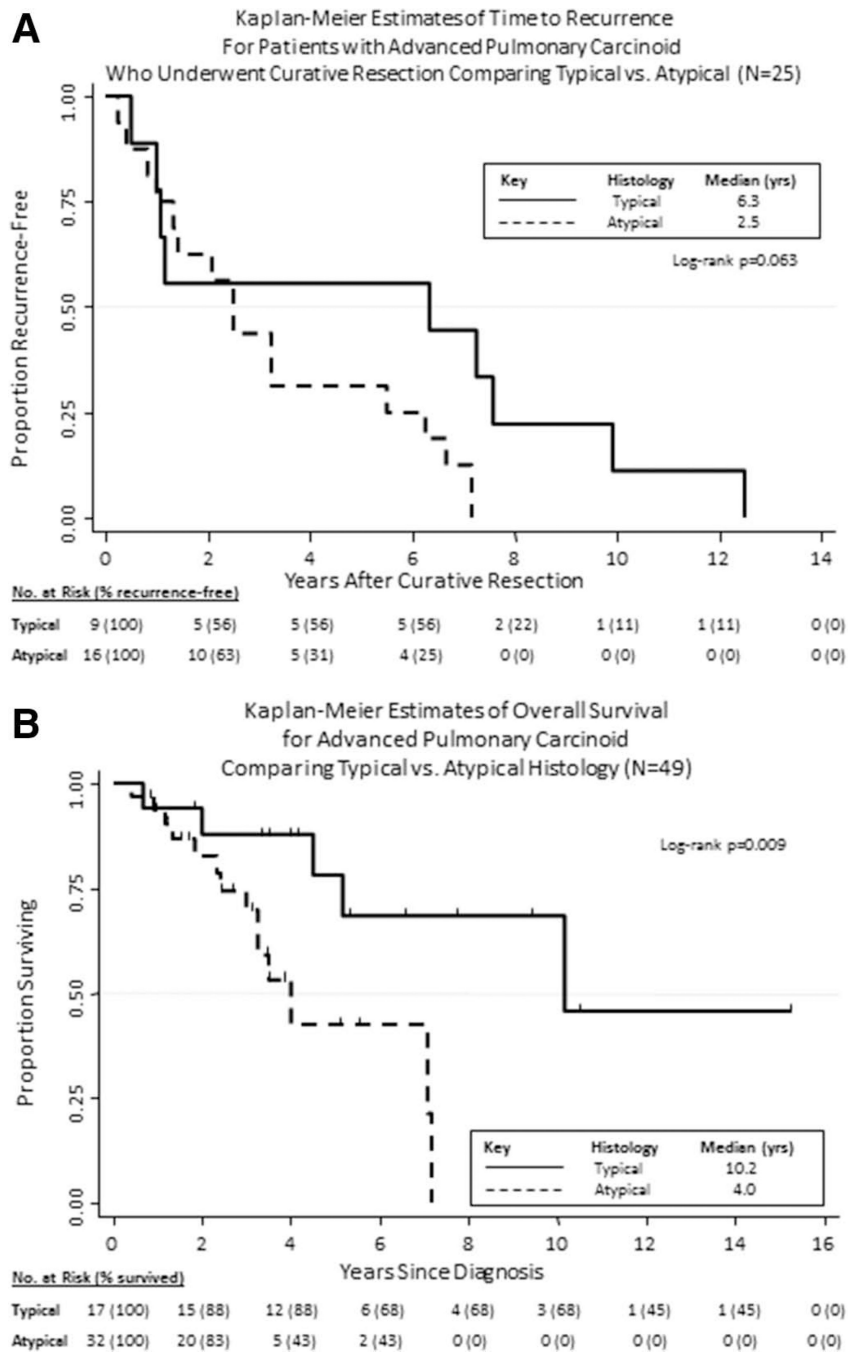 A
Kaplan-Meier Estimates of Time to Recurrence
For Patients with Advanced Pulmonary Carcinoid
Who Underwent Curative Resection Comparing Typical vs. Atypical (N=25)
Proportion Recurrence-Free
1.00
0.75
0.50
0.25
0.00
Key Histology Median (yrs)
Typical 6.3
Atypical 2.5
Log-rank p=0.063
0 2 4 6 8 10 12 14
Years After Curative Resection
No. at Risk (% recurrence-free)
Typical 9 (100) 5 (56) 5 (56) 5 (56) 2 (22) 1 (11) 1 (11) 0 (0)
Atypical 16 (100) 10 (63) 5 (31) 4 (25) 0 (0) 0 (0) 0 (0) 0 (0)
B
Kaplan-Meier Estimates of Overall Survival
for Advanced Pulmonary Carcinoid
Comparing Typical vs. Atypical Histology (N=49)
Proportion Surviving
1.00
0.75
0.50
0.25
0.00
Log-rank p=0.009
Key Histology Median (yrs)
Typical 10.2
Atypical 4.0
0 2 4 6 8 10 12 14 16
Years Since Diagnosis
No. at Risk (% survived)
Typical 17 (100) 15 (88) 12 (88) 6 (68) 4 (68) 3 (68) 1 (45) 1 (45) 0 (0)
Atypical 32 (100) 20 (83) 5 (43) 2 (43) 0 (0) 0 (0) 0 (0) 0 (0) 0 (0)